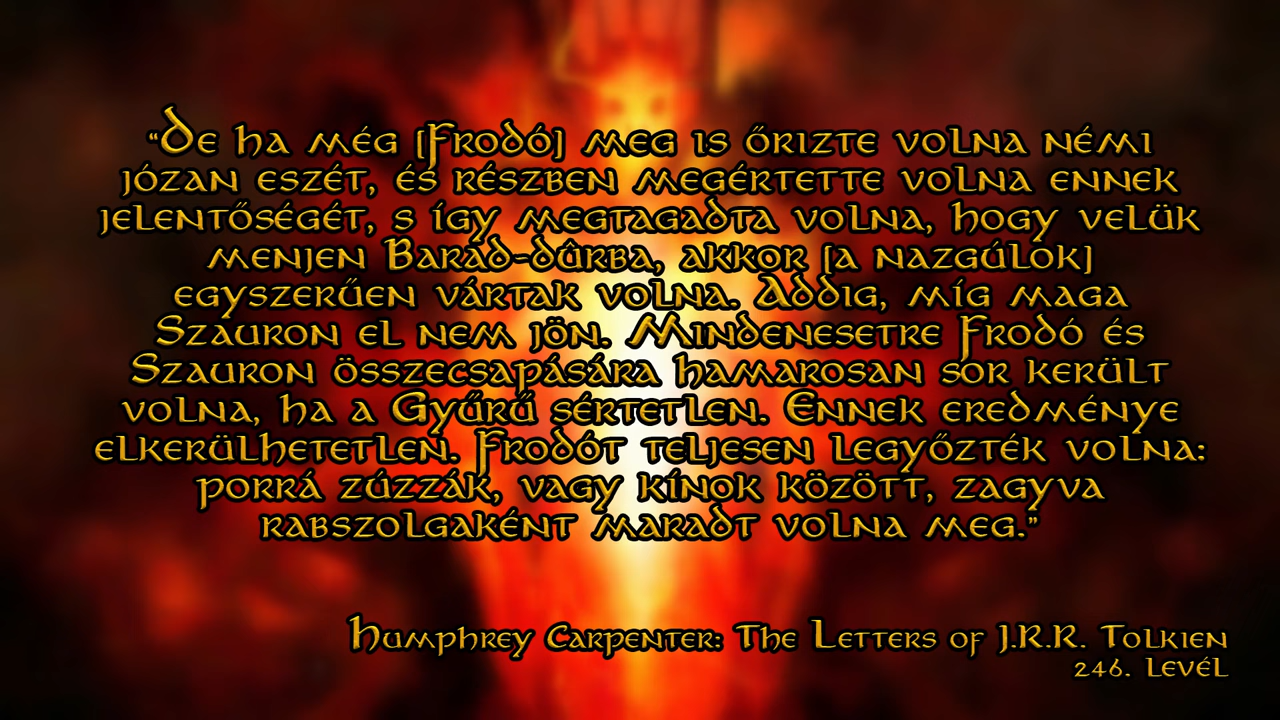 “De ha még [Frodó] meg is őrizte volna némi
józan eszét, és részben megértette volna ennek
jelentőségét, s így megtagadta volna, hogy velük
menjen Barád-dûrba, akkor [a nazgúlok]
egyszerűen vártak volna. Addig, míg maga
Szauron el nem jön. Mindenesetre Frodó és
Szauron összecsapására hamarosan sor került
volna, ha a Gyűrű sértetlen. Ennek eredménye
elkerülhetetlen. Frodót teljesen legyőzték volna:
porrá zúzzák, vagy kínok között, zagyva
rabszolgaként maradt volna meg.”
Humphrey Carpenter: The Letters of J.R.R. Tolkien
246. levél